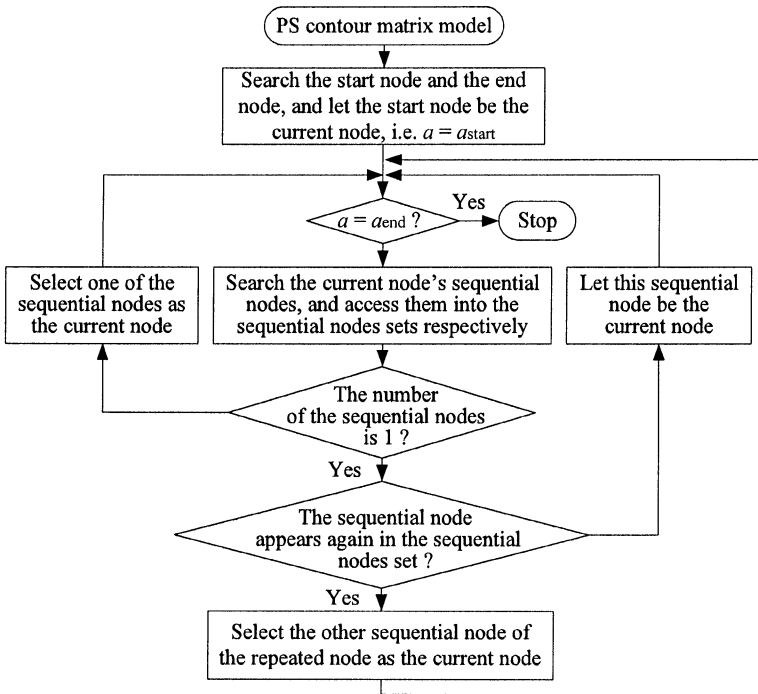 PS contour matrix model
Search the start node and the end
node, and let the start node be the
current node, i.e. a = astart
a = aend ?
Yes
Stop
Select one of the
sequential nodes as
the current node
Search the current node’s sequential
nodes, and access them into the
sequential nodes sets respectively
Let this sequential
node be the
current node
The number
of the sequential nodes
is 1 ?
Yes
The sequential node
appears again in the sequential
nodes set ?
Yes
Select the other sequential node of
the repeated node as the current node